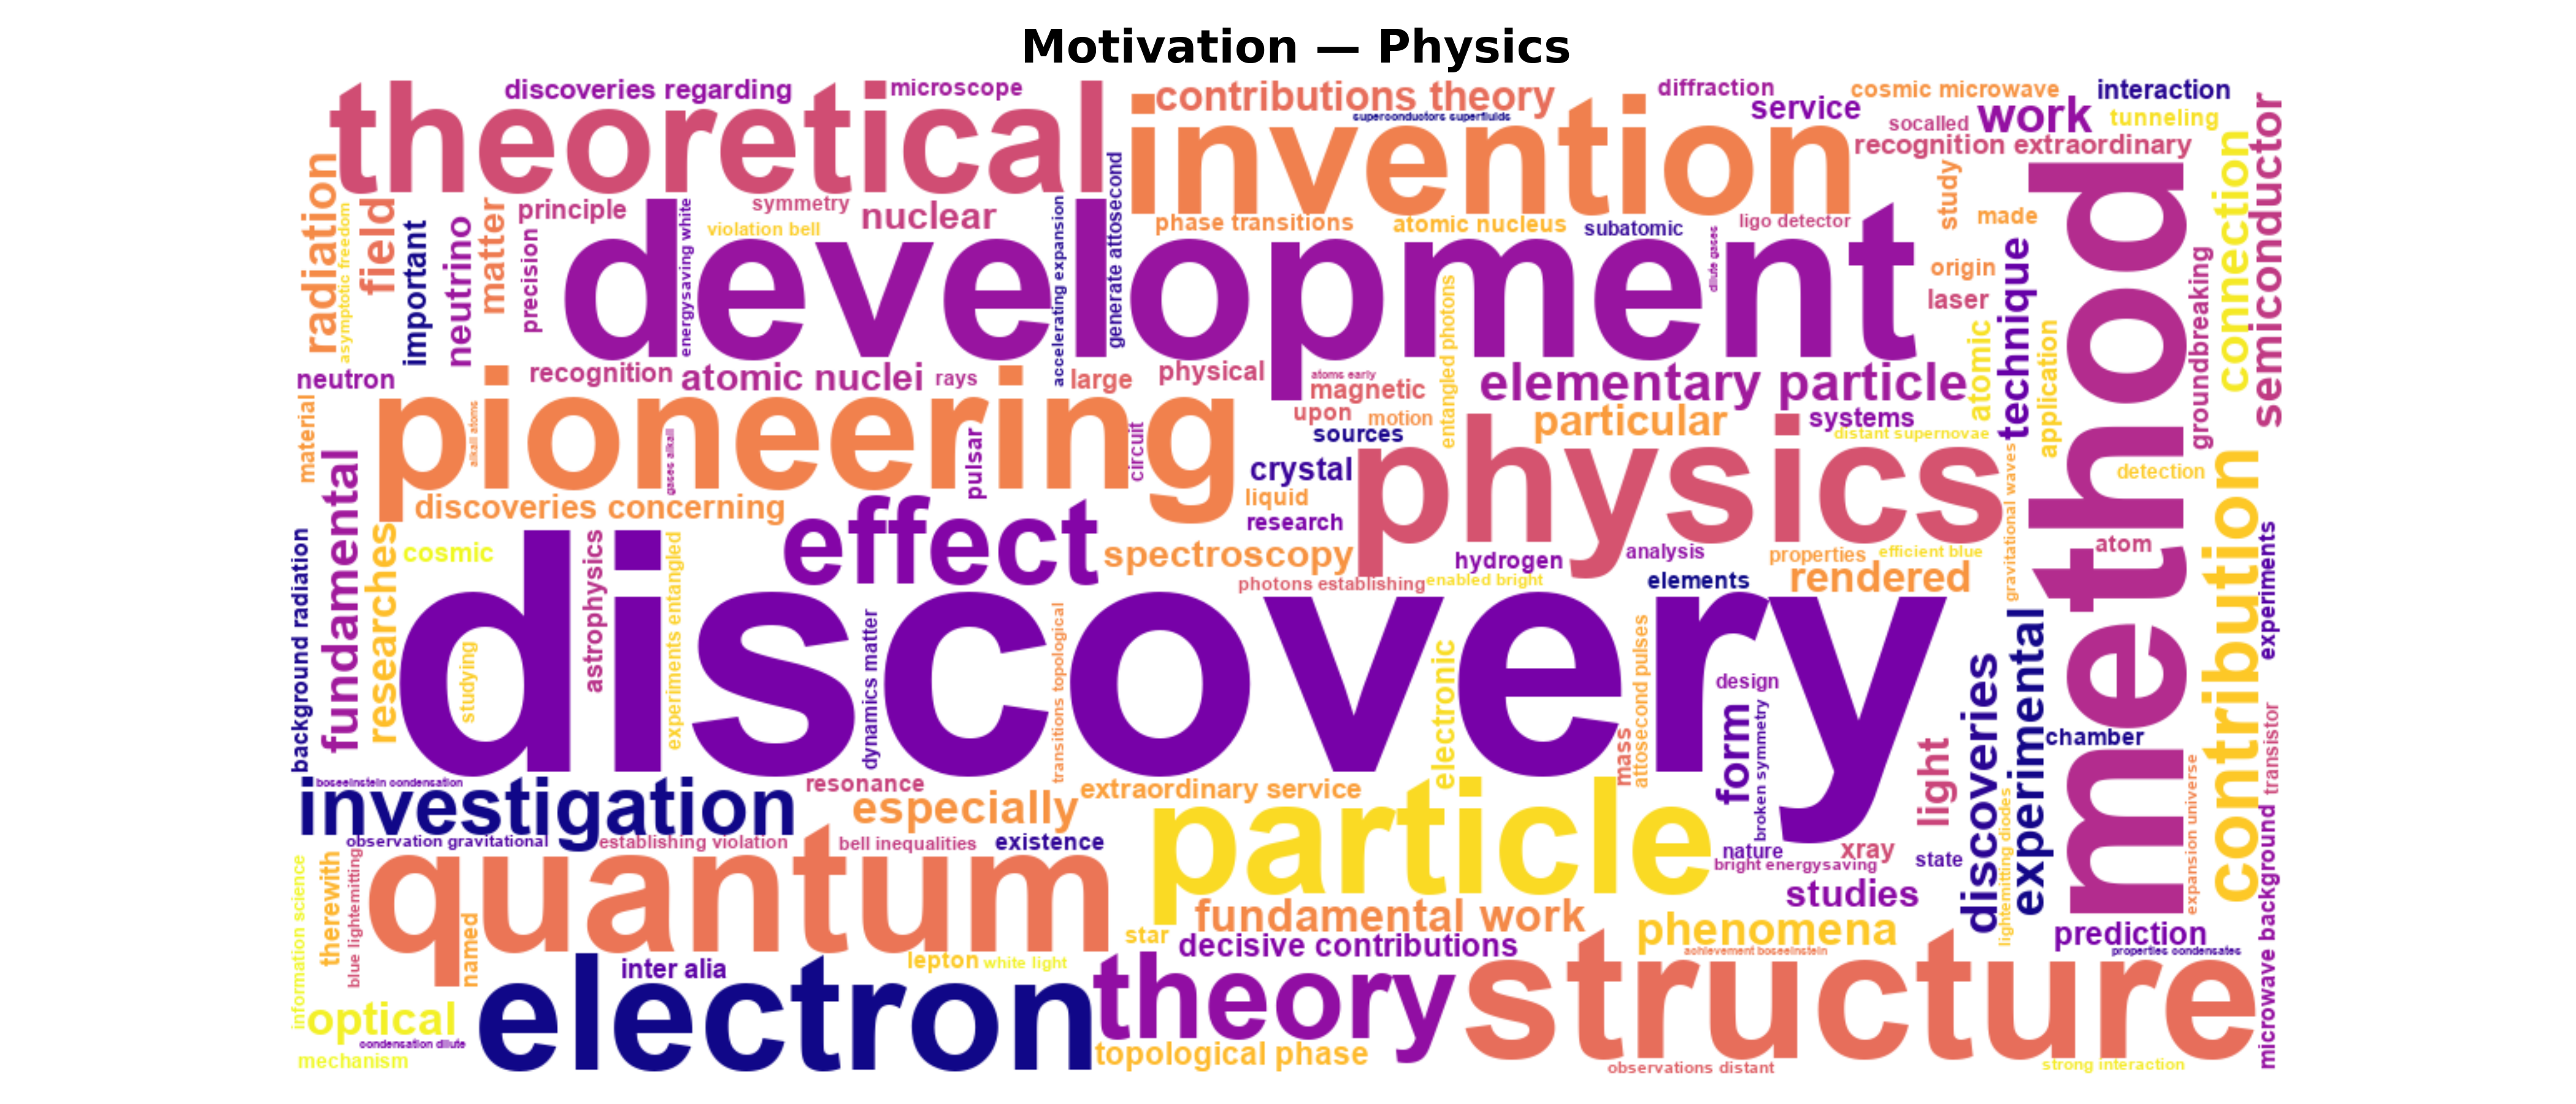 Motivation — Physics
discoveries regarding
microscope
contributions theory
diffraction
cosmic microwave
interaction
theoretical
superconductors superfluids
invention
service
socalled
work
tunneling
recognition extraordinary
semiconductor
radiation
asymptotic freedom
field
important
neutrino
matter
principle
precision
symmetry
violation bell
nuclear
energysaving white
development
accelerating expansion
generate attosecond
phase transitions
atomic nucleus
subatomic
ligo detector
dilute gases
study
made
origin
laser
technique
atomic
application
method
groundbreaking
connection
neutron
recognition
atomic nuclei
rays
large
physical
atoms early
magnetic
entangled photons
elementary particle
upon
motion
sources
particular
systems
distant supernovae
material
pioneering
alkali atoms
gases alkali
pulsar
circuit
crystal
liquid
research
physics
gravitational waves
detection
fundamental
discoveries concerning
effect
spectroscopy
hydrogen
analysis
properties
efficient blue
atom
contribution
experiments
background radiation
researches
cosmic
astrophysics
experiments entangled
photons establishing
enabled bright
elements
rendered
discovery
studying
dynamics matter
transitions topological
electronic
attosecond pulses
mass
design
form
broken symmetry
light
discoveries
experimental
chamber
transistor
boseeinstein condensation
investigation
resonance
especially
extraordinary service
particle
observation gravitational
establishing violation
bell inequalities
existence
nature
xray
bright energysaving
state
studies
lightemitting diodes
expansion universe
information science
therewith
blue lightemitting
quantum
named
star
fundamental work
decisive contributions
phenomena
achievement boseeinstein
prediction
properties condensates
microwave background
inter alia
lepton
white light
optical
condensation dilute
mechanism
electron
theory
topological phase
structure
observations distant
strong interaction